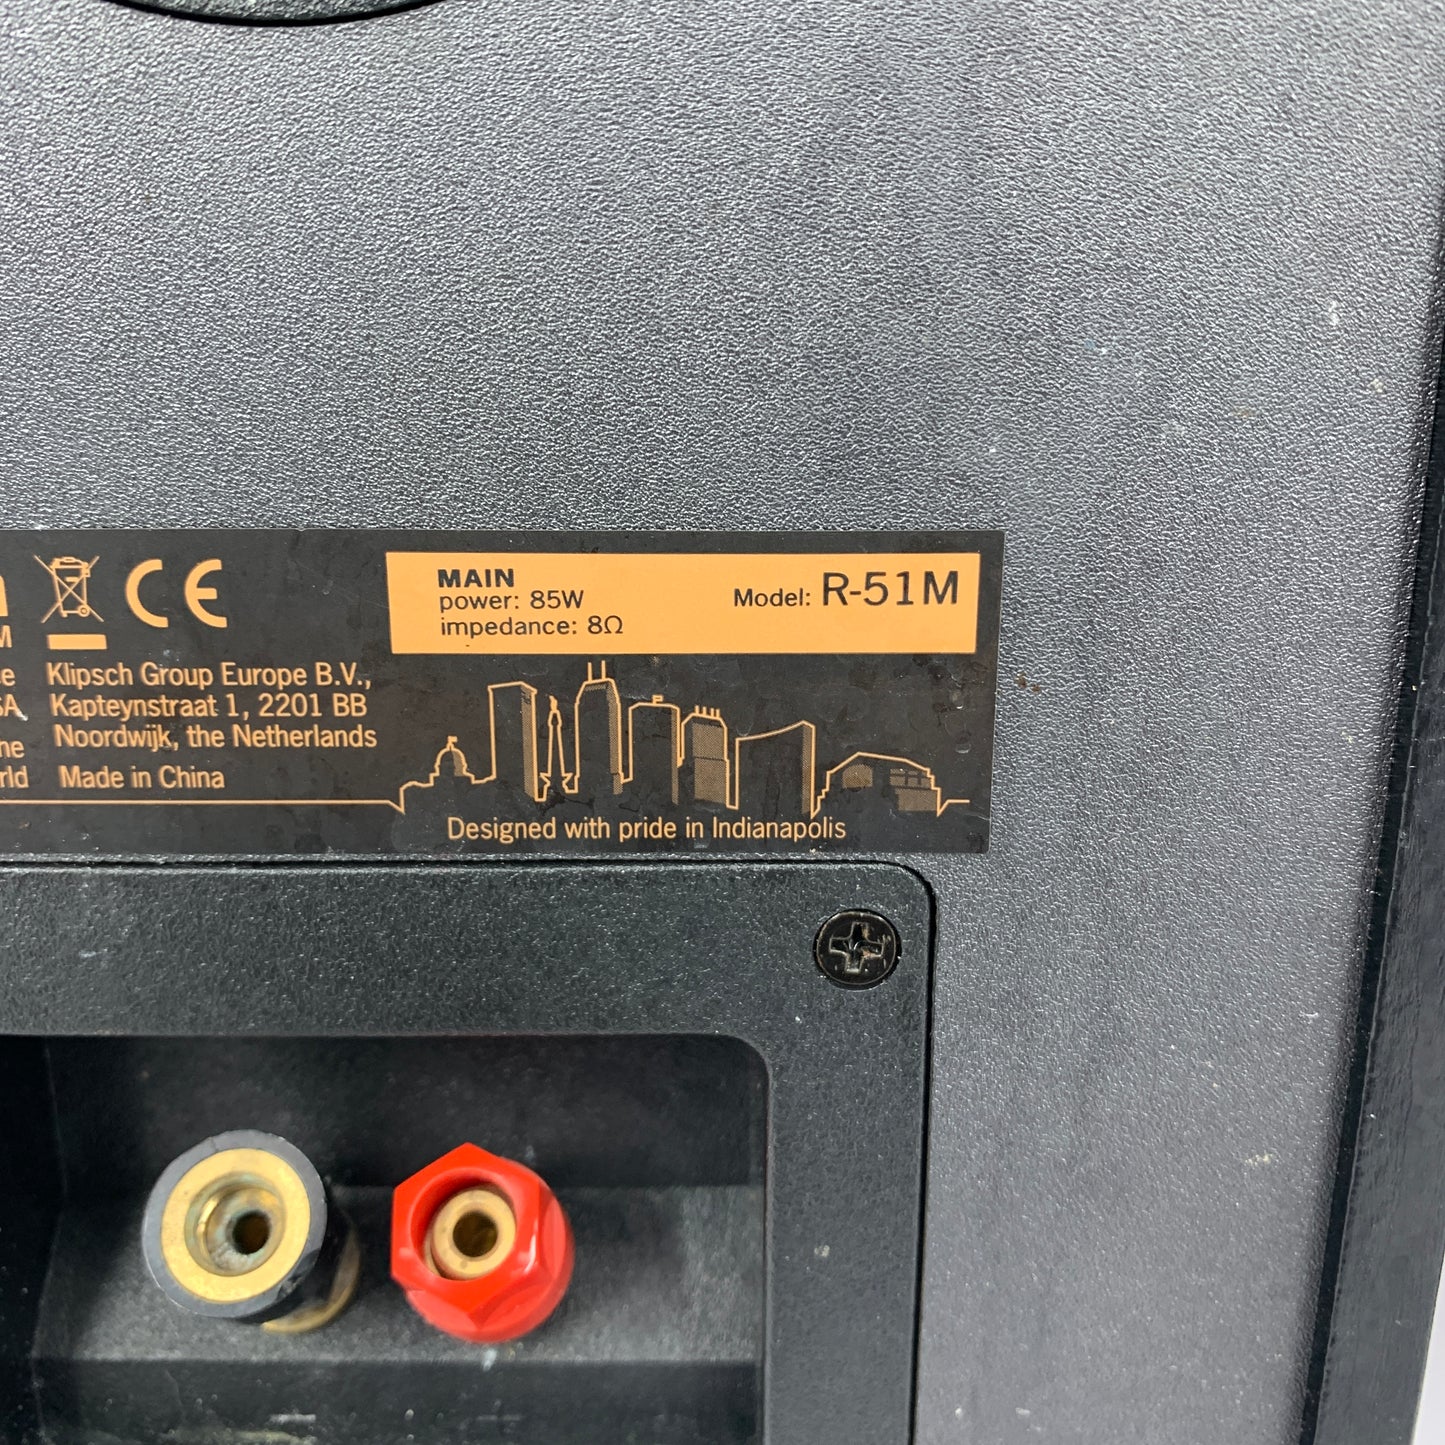 CE
MAIN
power: 85W
impedance: 8Ω
Model: R-51M
Klipsch Group Europe B.V.,
Kapteynstraat 1, 2201 BB
Noordwijk, the Netherlands
Made in China
Designed with pride in Indianapolis